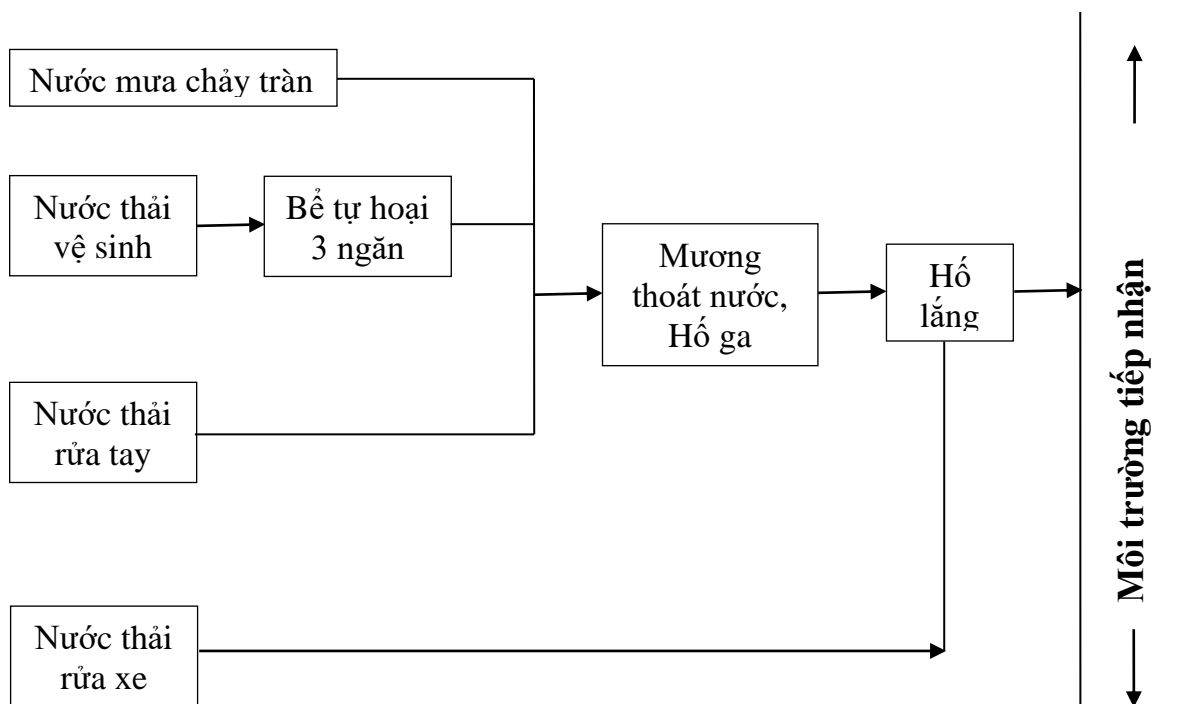 Nước mưa chảy tràn
Nước thải
vệ sinh
Bể tự hoại
3 ngăn
Mương
thoát nước,
Hố ga
Hố
lắng
Nước thải
rửa tay
Nước thải
rửa xe
Môi trường tiếp nhận